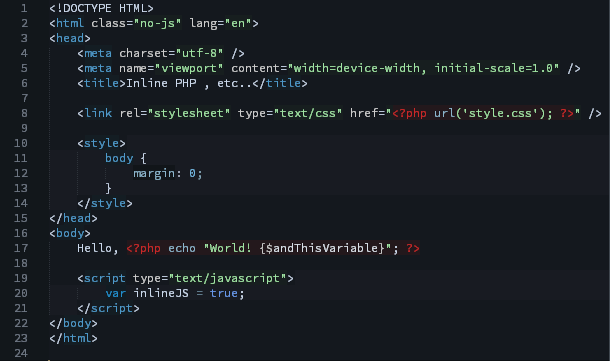 1 <!DOCTYPE HTML>
2 <html class="no-js" lang="en">
3 <head>
4     <meta charset="utf-8" />
5     <meta name="viewport" content="width=device-width, initial-scale=1.0" />
6     <title>Inline PHP , etc..</title>
7
8     <link rel="stylesheet" type="text/css" href="<?php url('style.css'); ?>" />
9
10     <style>
11         body {
12             margin: 0;
13         }
14     </style>
15 </head>
16 <body>
17     Hello, <?php echo "World! {$andThisVariable}"; ?>
18
19     <script type="text/javascript">
20         var inlineJS = true;
21     </script>
22 </body>
23 </html>
24